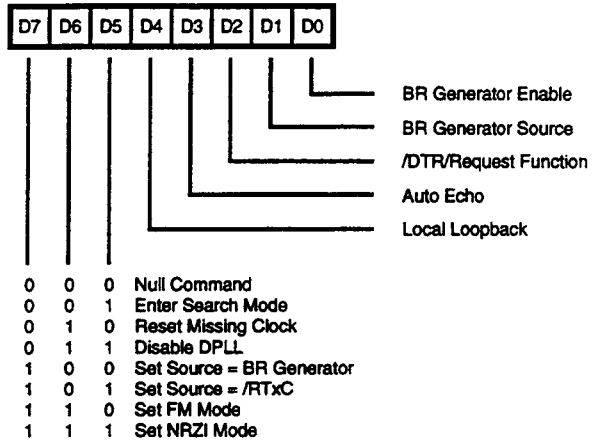 D7 D6 D5 D4 D3 D2 D1 D0
BR Generator Enable
BR Generator Source
/DTR/Request Function
Auto Echo
Local Loopback
0 0 0 Null Command
0 0 1 Enter Search Mode
0 1 0 Reset Missing Clock
0 1 1 Disable DPLL
1 0 0 Set Source = BR Generator
1 0 1 Set Source = /RTxC
1 1 0 Set FM Mode
1 1 1 Set NRZI Mode